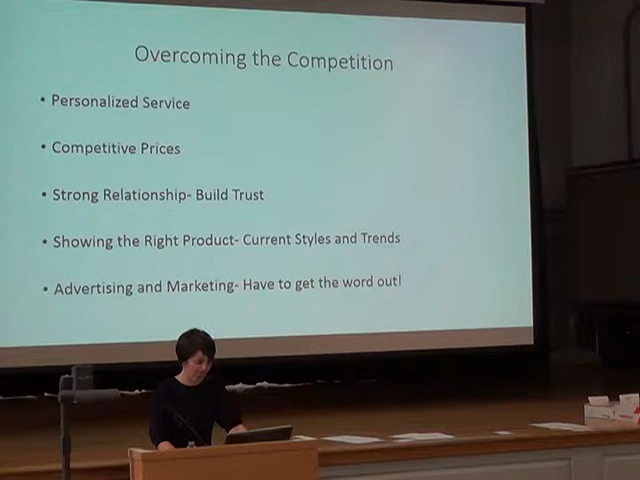 Overcoming the Competition
• Personalized Service
• Competitive Prices
• Strong Relationship- Build Trust
• Showing the Right Product- Current Styles and Trends
• Advertising and Marketing- Have to get the word out!